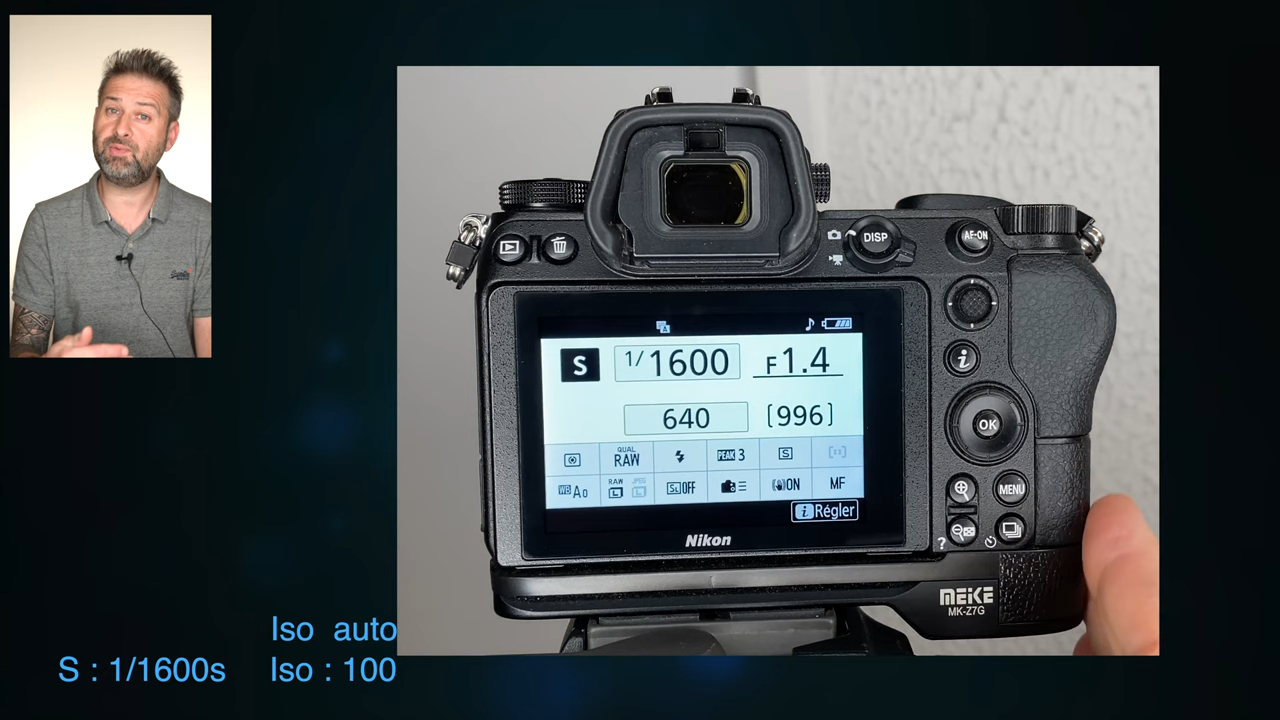 DISP
AF-ON
S 1/1600 F1.4
640 [996]
QUAL
RAW PEAK 3 S
WB A0 RAW L JPEG L OFF ON MF
i Régler
i
OK
MENU
?
Nikon
MEIKE
MK-Z7G
Iso auto
S : 1/1600s Iso : 100